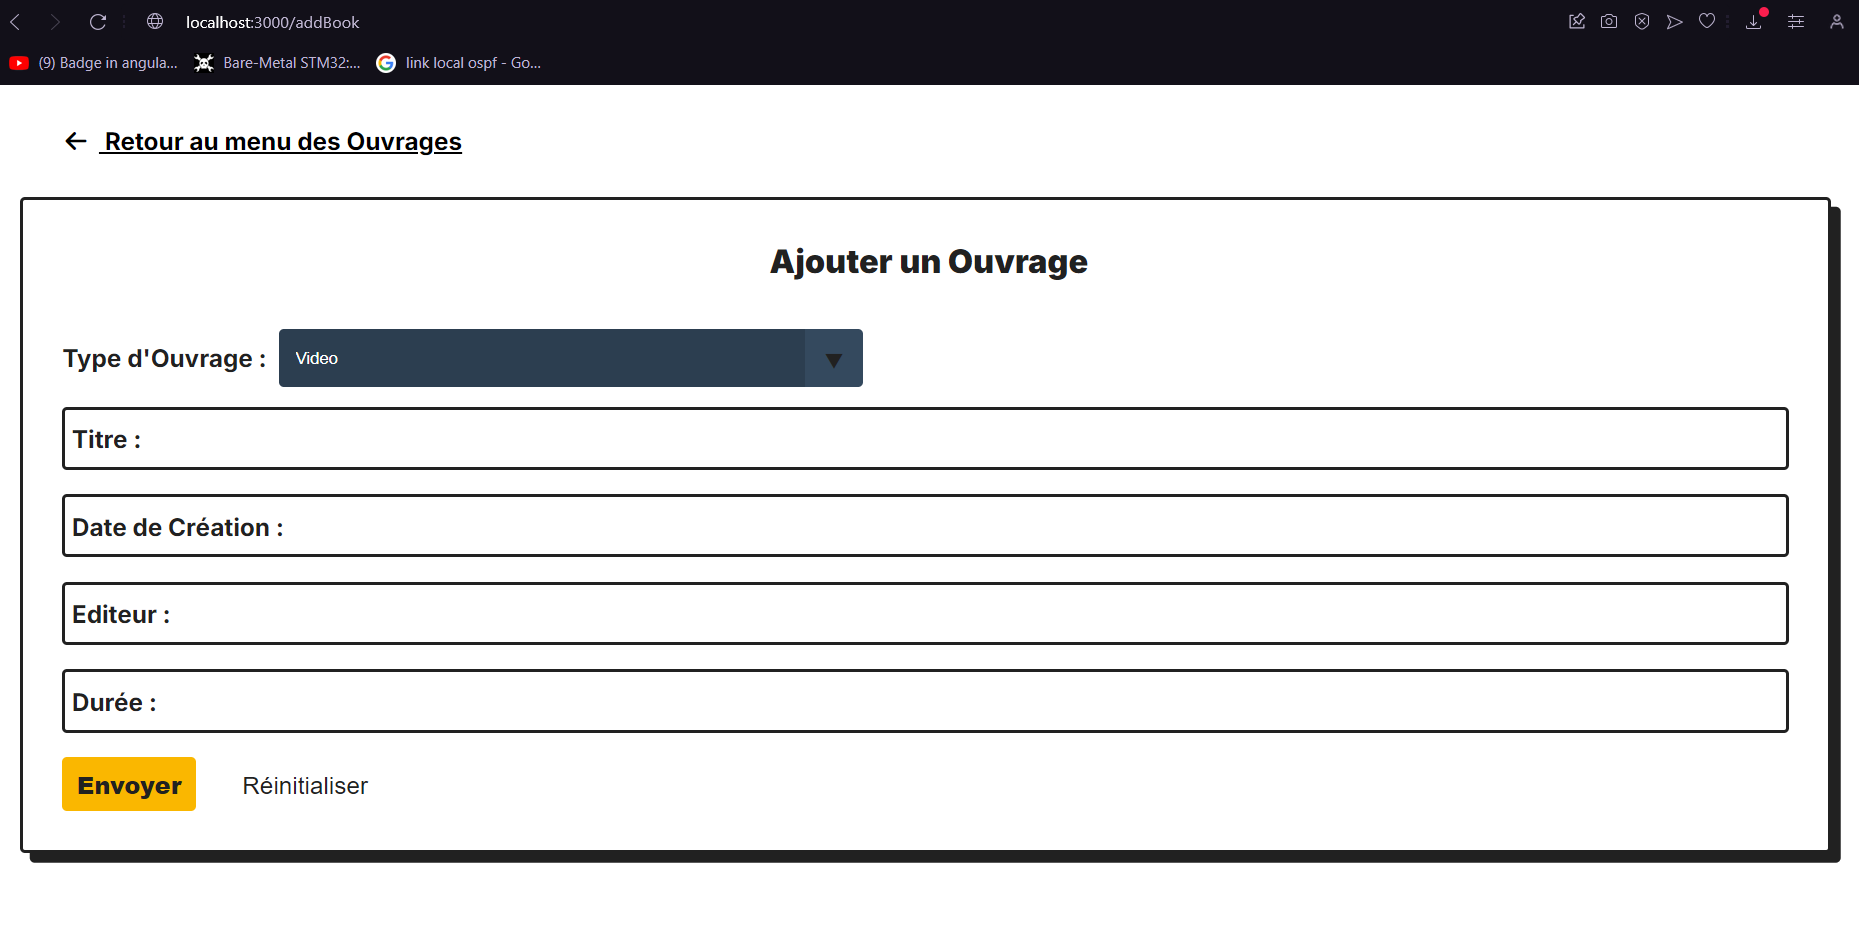 localhost:3000/addBook
(9) Badge in angula... Bare-Metal STM32:... link local ospf - Go...
Retour au menu des Ouvrages
Ajouter un Ouvrage
Type d'Ouvrage : Video
Titre :
Date de Création :
Editeur :
Durée :
Envoyer Réinitialiser